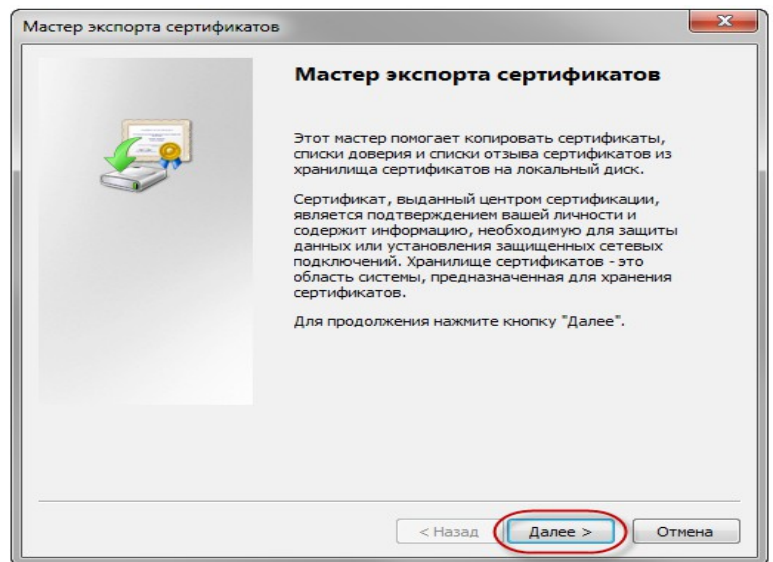 Мастер экспорта сертификатов
Мастер экспорта сертификатов
Этот мастер помогает копировать сертификаты,
списки доверия и списки отзыва сертификатов из
хранилища сертификатов на локальный диск.
Сертификат, выданный центром сертификации,
является подтверждением вашей личности и
содержит информацию, необходимую для защиты
данных или установления защищенных сетевых
подключений. Хранилище сертификатов - это
область системы, предназначенная для хранения
сертификатов.
Для продолжения нажмите кнопку "Далее".
< Назад Далее > Отмена